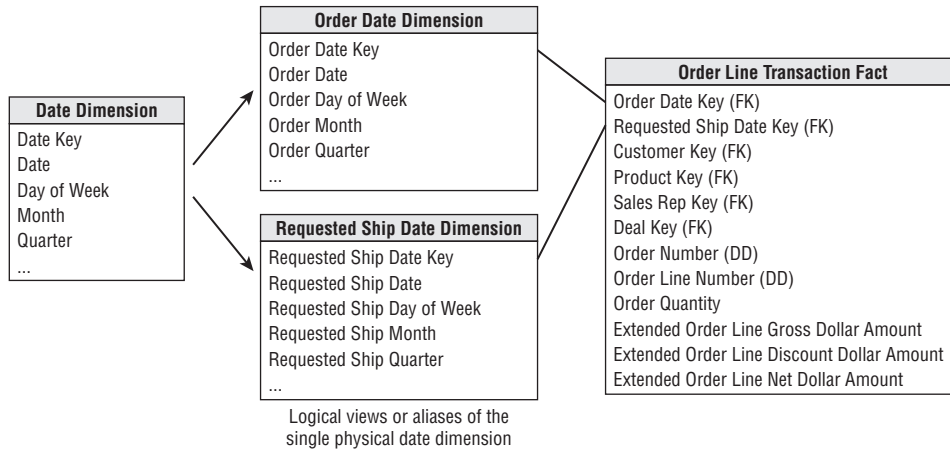 Date Dimension
Date Key
Date
Day of Week
Month
Quarter
...
Order Date Dimension
Order Date Key
Order Date
Order Day of Week
Order Month
Order Quarter
...
Requested Ship Date Dimension
Requested Ship Date Key
Requested Ship Date
Requested Ship Day of Week
Requested Ship Month
Requested Ship Quarter
...
Logical views or aliases of the
single physical date dimension
Order Line Transaction Fact
Order Date Key (FK)
Requested Ship Date Key (FK)
Customer Key (FK)
Product Key (FK)
Sales Rep Key (FK)
Deal Key (FK)
Order Number (DD)
Order Line Number (DD)
Order Quantity
Extended Order Line Gross Dollar Amount
Extended Order Line Discount Dollar Amount
Extended Order Line Net Dollar Amount